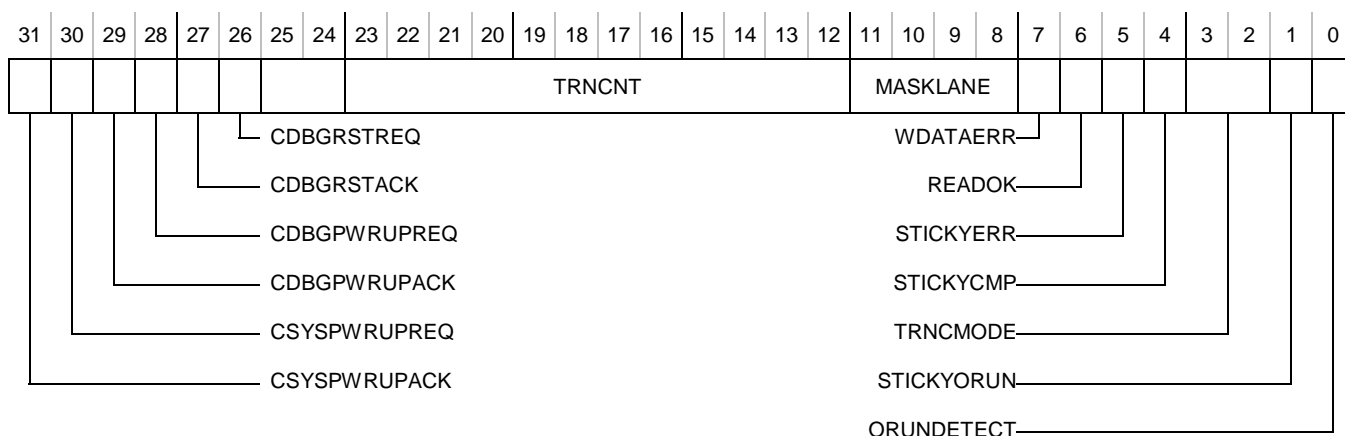 31 30 29 28 27 26 25 24 23 22 21 20 19 18 17 16 15 14 13 12 11 10 9 8 7 6 5 4 3 2 1 0
TRNCNT MASKLANE
CDBGRSTREQ WDATAERR
CDBGRSTACK READOK
CDBGPWRUPREQ STICKYERR
CDBGPWRUPACK STICKYCMP
CSYSPWRUPREQ TRNCMODE
CSYSPWRUPACK STICKYORUN
ORUNDETECT